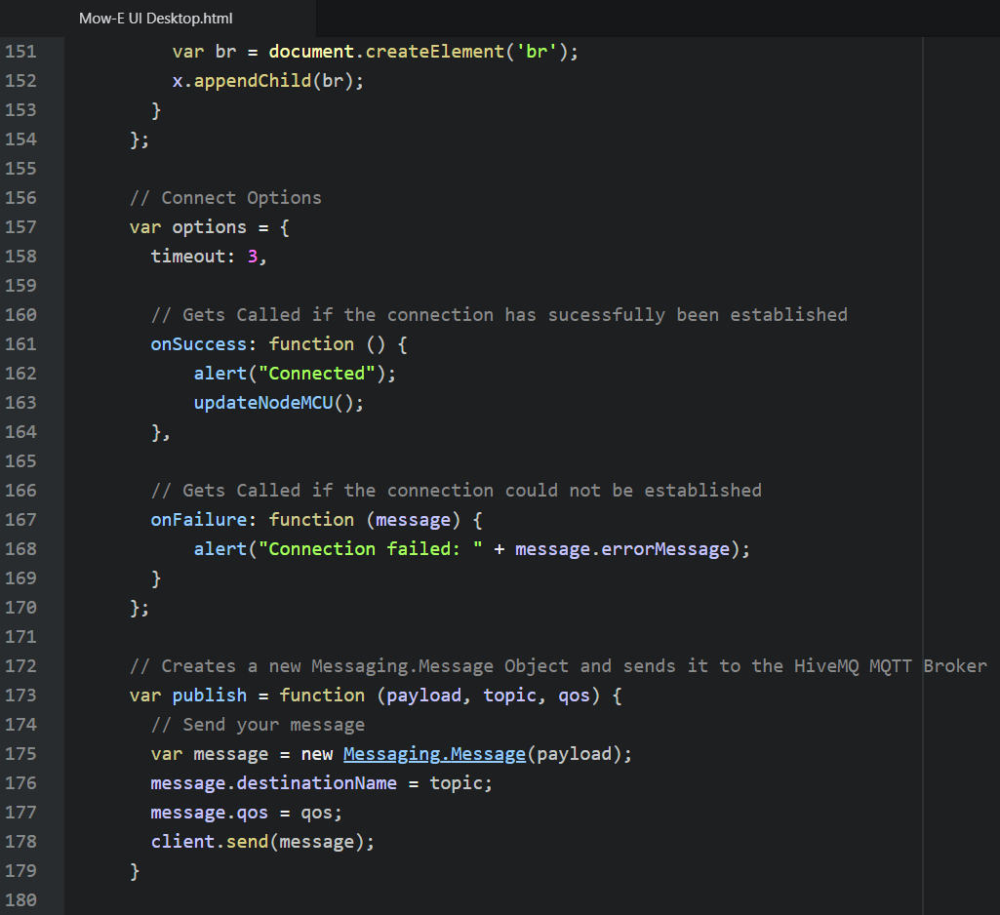 Mow-E UI Desktop.html
151 var br = document.createElement('br');
152 x.appendChild(br);
153 }
154 };
155
156 // Connect Options
157 var options = {
158 timeout: 3,
159
160 // Gets Called if the connection has sucessfully been established
161 onSuccess: function () {
162 alert("Connected");
163 updateNodeMCU();
164 },
165
166 // Gets Called if the connection could not be established
167 onFailure: function (message) {
168 alert("Connection failed: " + message.errorMessage);
169 }
170 };
171
172 // Creates a new Messaging.Message Object and sends it to the HiveMQ MQTT Broker
173 var publish = function (payload, topic, qos) {
174 // Send your message
175 var message = new Messaging.Message(payload);
176 message.destinationName = topic;
177 message.qos = qos;
178 client.send(message);
179 }
180